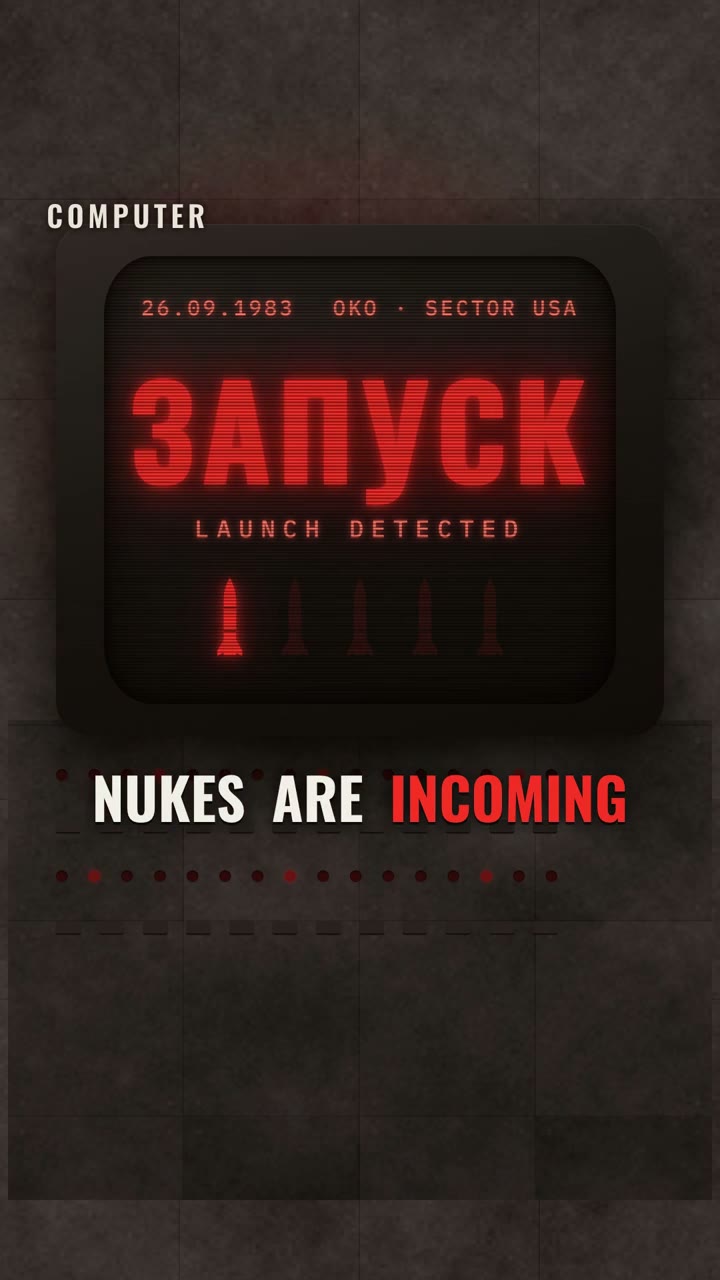 COMPUTER
26.09.1983 OKO · SECTOR USA
ЗАПУСК
LAUNCH DETECTED
NUKES ARE INCOMING